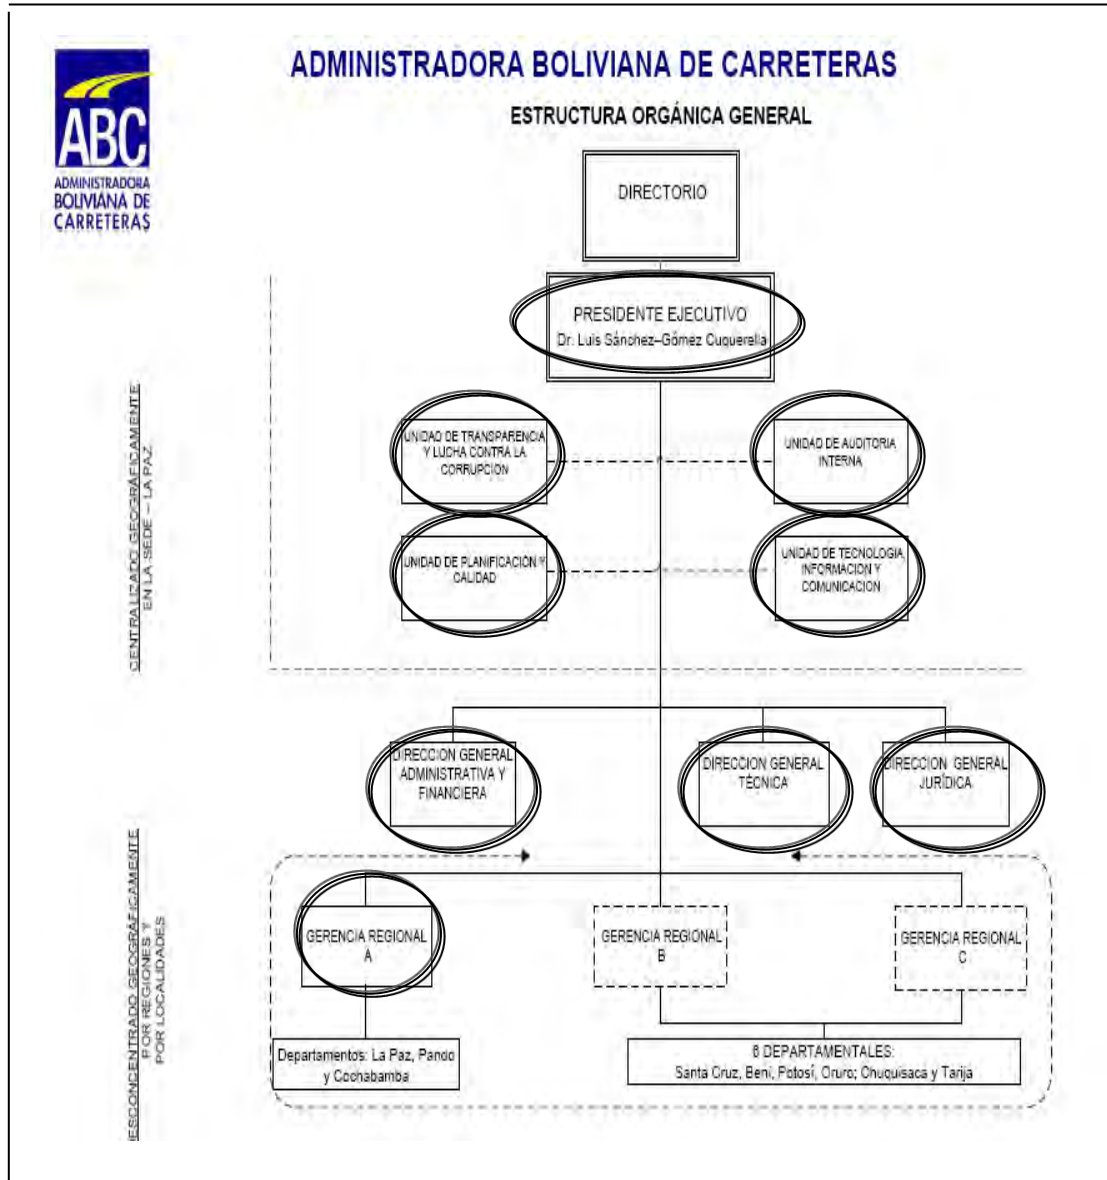 ADMINISTRADORA BOLIVIANA DE CARRETERAS
ESTRUCTURA ORGÁNICA GENERAL
ABC
ADMINISTRADORA
BOLIVIANA DE
CARRETERAS
DIRECTORIO
PRESIDENTE EJECUTIVO
Dr. Luis Sánchez–Gómez Cuquerella
CENTRALIZADO GEOGRÁFICAMENTE
EN LA SEDE – LA PAZ
UNIDAD DE TRANSPARENCIA
Y LUCHA CONTRA LA
CORRUPCION
UNIDAD DE AUDITORIA
INTERNA
UNIDAD DE PLANIFICACIÓN Y
CALIDAD
UNIDAD DE TECNOLOGIA,
INFORMACION Y
COMUNICACION
DIRECCION GENERAL
ADMINISTRATIVA Y
FINANCIERA
DIRECCION GENERAL
TÉCNICA
DIRECCION GENERAL
JURÍDICA
ESCONCENTRADO GEOGRÁFICAMENTE
POR REGIONES Y
POR LOCALIDADES
GERENCIA REGIONAL
A
GERENCIA REGIONAL
B
GERENCIA REGIONAL
C
Departamentos: La Paz, Pando
y Cochabamba
6 DEPARTAMENTALES:
Santa Cruz, Beni, Potosí, Oruro; Chuquisaca y Tarija